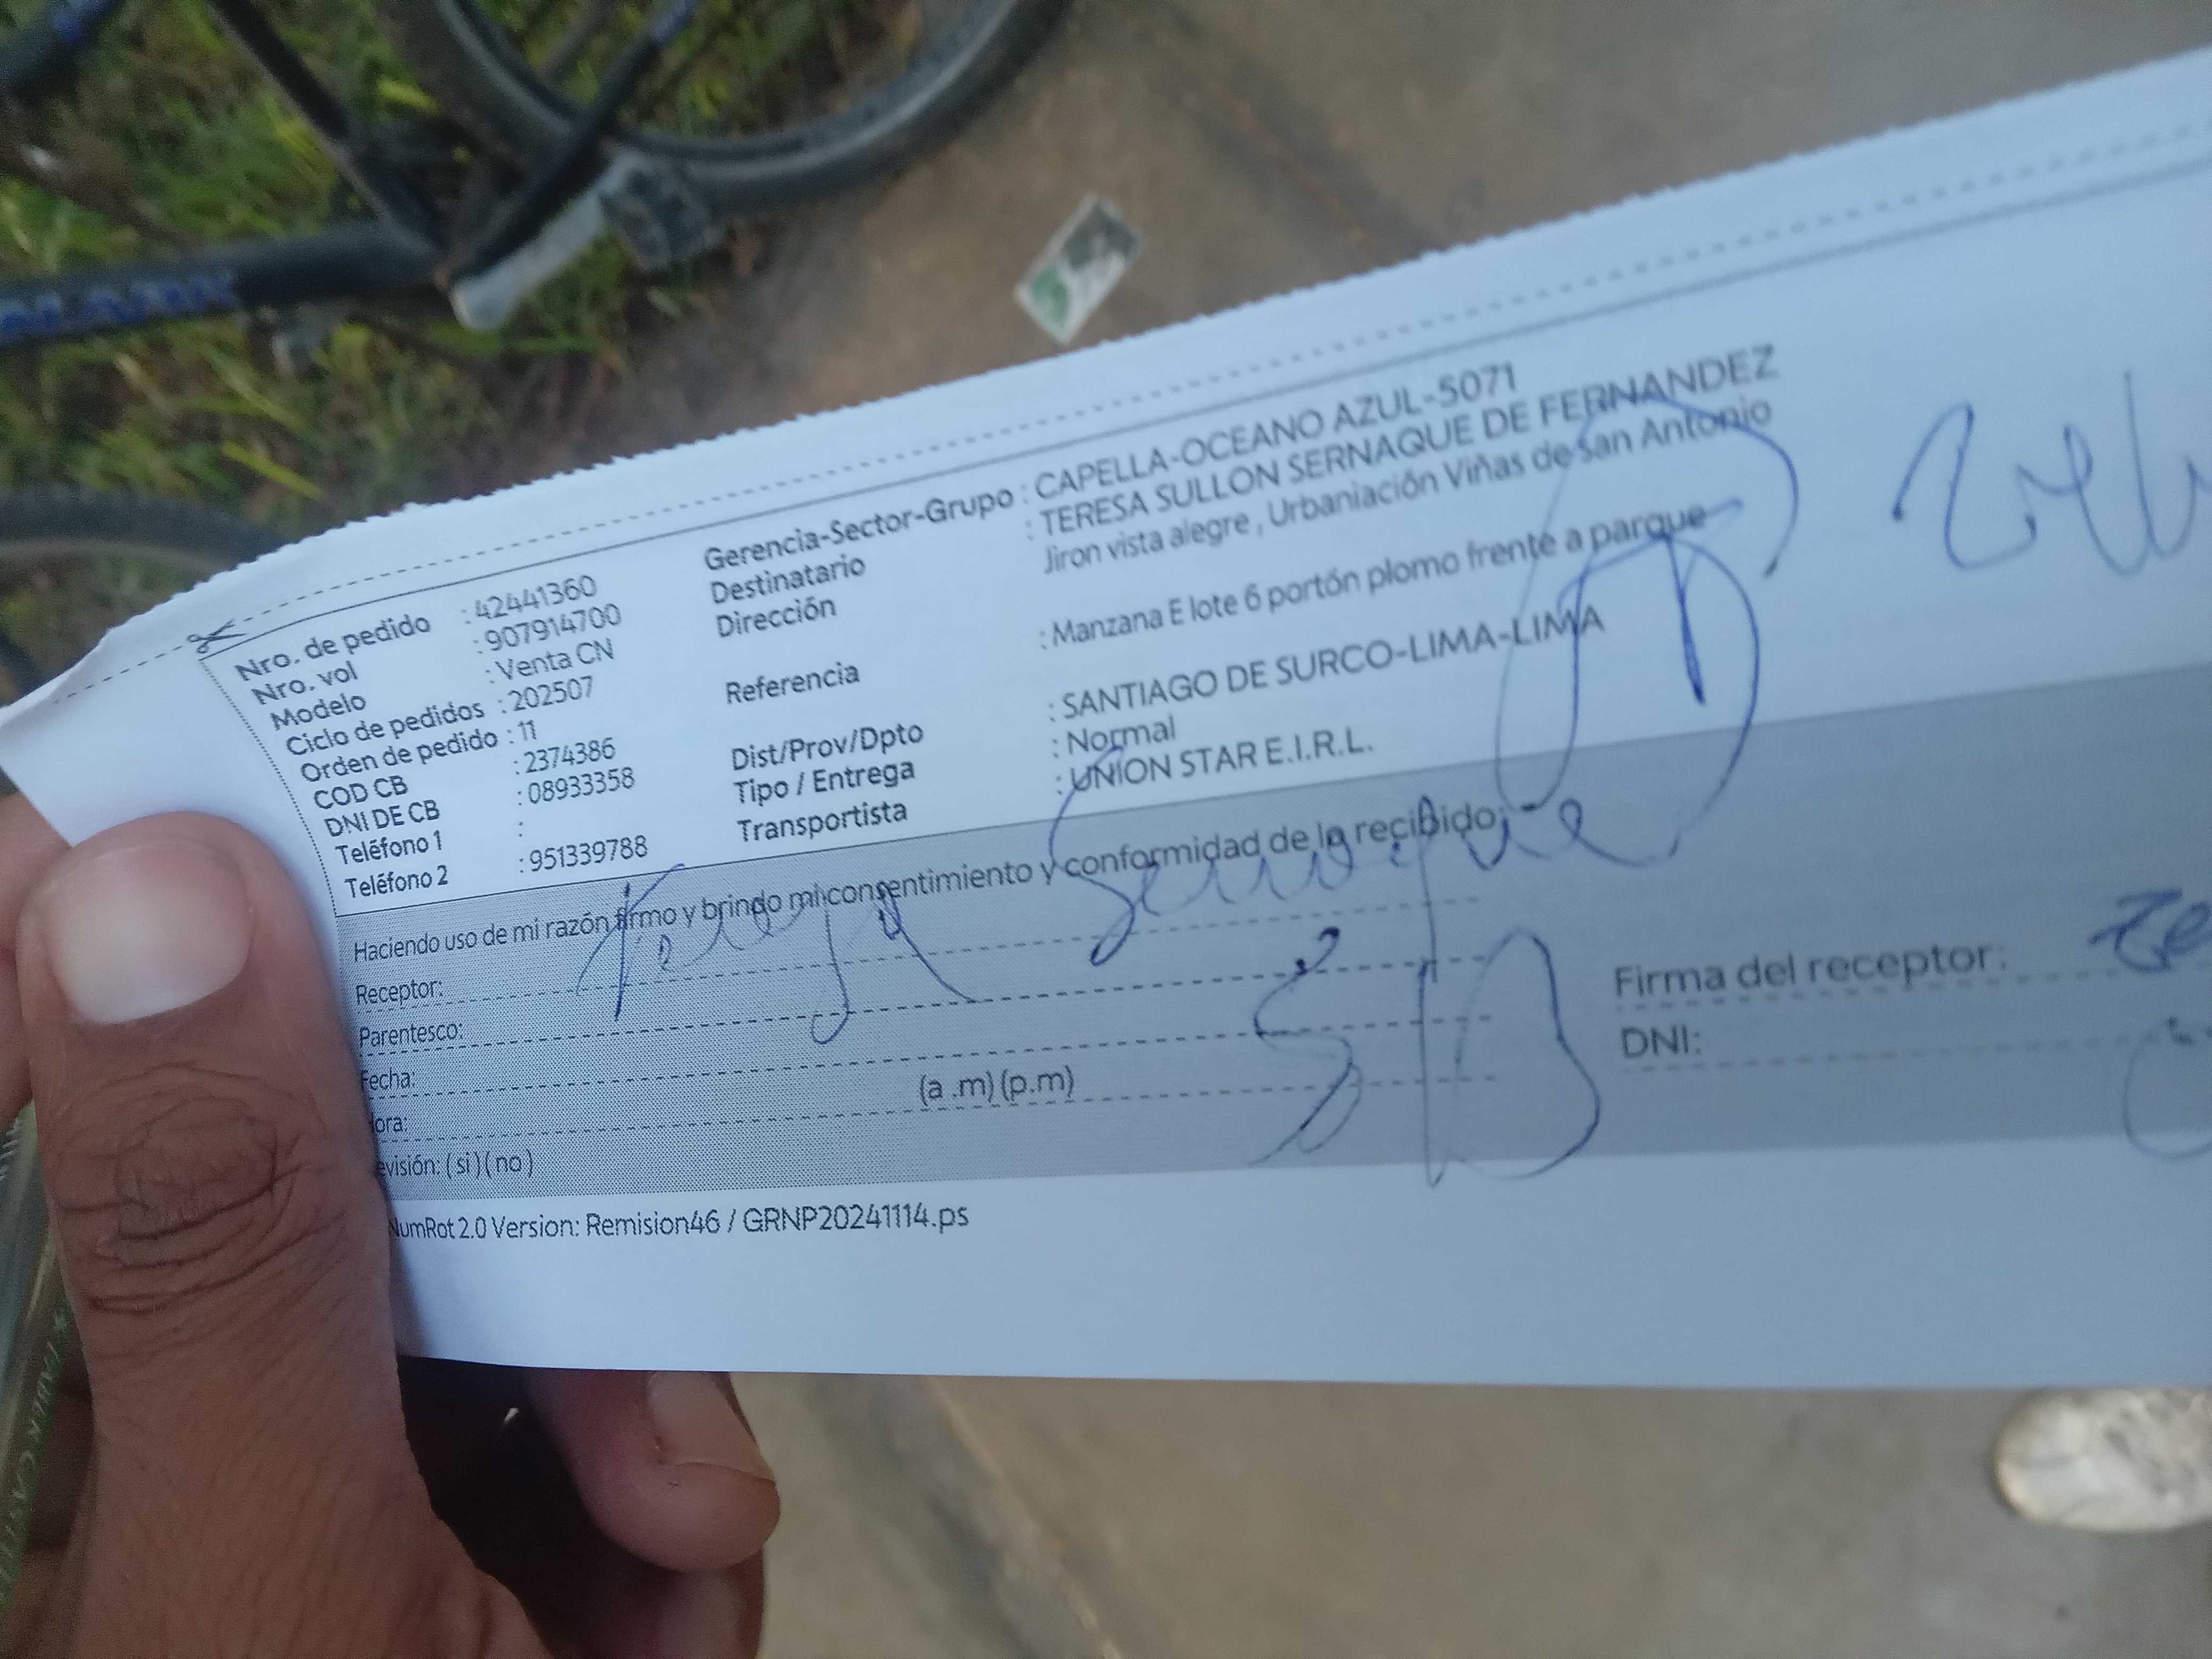 Nro. de pedido : 42441360
Nro. vol : 907914700
Modelo : Venta CN
Ciclo de pedidos : 202507
Orden de pedido : 11
COD CB : 2374386
DNI DE CB : 08933358
Teléfono 1 :
Teléfono 2 : 951339788
Gerencia-Sector-Grupo : CAPELLA-OCEANO AZUL-5071
Destinatario : TERESA SULLON SERNAQUE DE FERNANDEZ
Dirección Jiron vista alegre , Urbaniación Viñas de San Antonio
Referencia : Manzana E lote 6 portón plomo frente a parque
Dist/Prov/Dpto : SANTIAGO DE SURCO-LIMA-LIMA
Tipo / Entrega : Normal
Transportista : UNION STAR E.I.R.L.
Haciendo uso de mi razón firmo y brindo mi consentimiento y conformidad de lo recibido:
Receptor:
Parentesco:
Fecha:
ora:
(a .m) (p.m)
evisión: ( si ) ( no )
Firma del receptor:
DNI:
NumRot 2.0 Version: Remision46 / GRNP20241114.ps